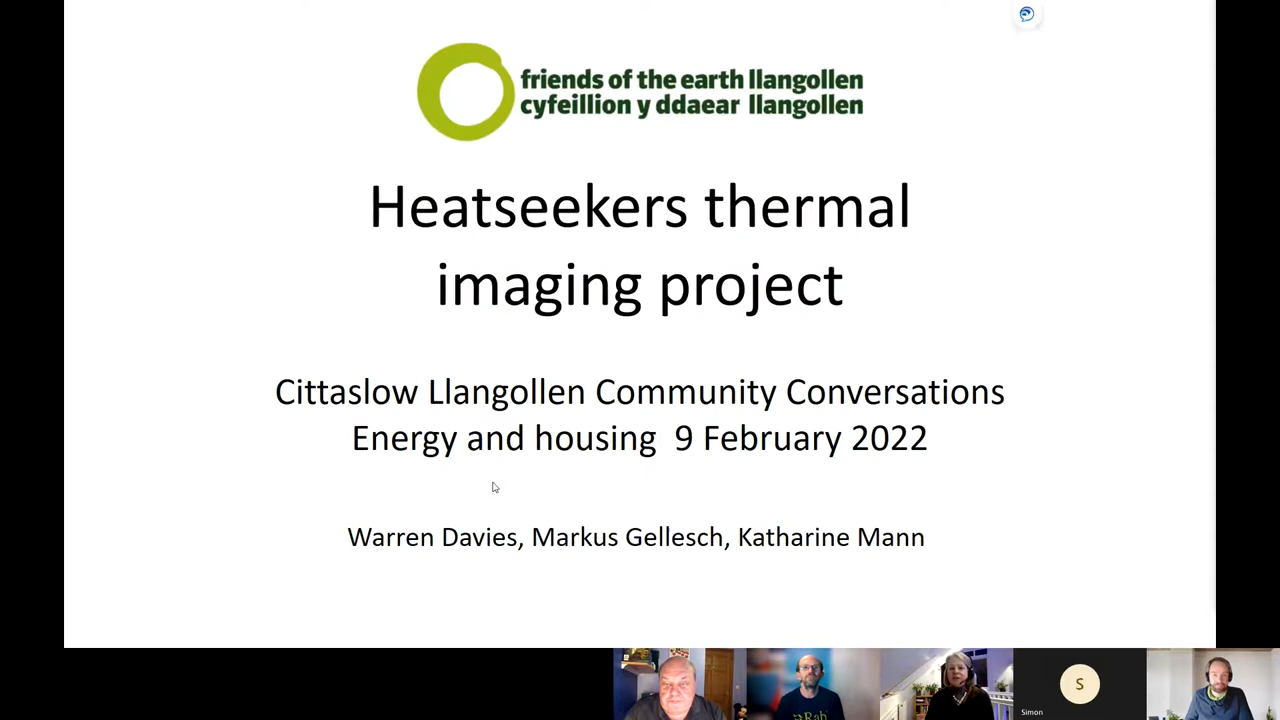 friends of the earth llangollen
cyfeillion y ddaear llangollen
Heatseekers thermal
imaging project
Cittaslow Llangollen Community Conversations
Energy and housing 9 February 2022
Warren Davies, Markus Gellesch, Katharine Mann
S
Rab
Simon